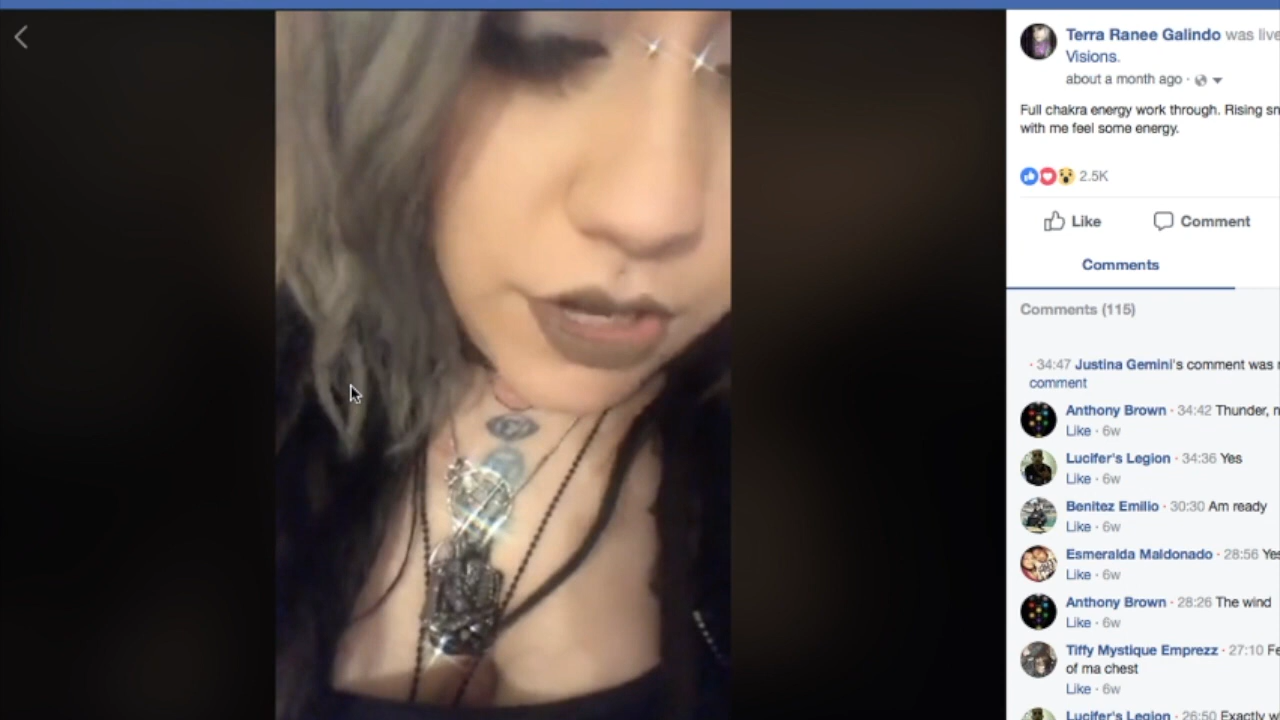 Terra Ranee Galindo was live
Visions.
about a month ago ·
Full chakra energy work through. Rising sn
with me feel some energy.
2.5K
Like
Comment
Comments
Comments (115)
· 34:47 Justina Gemini's comment was
comment
Anthony Brown · 34:42 Thunder,
Like · 6w
Lucifer's Legion · 34:36 Yes
Like · 6w
Benitez Emilio · 30:30 Am ready
Like · 6w
Esmeralda Maldonado · 28:56 Yes
Like · 6w
Anthony Brown · 28:26 The wind
Like · 6w
Tiffy Mystique Emprezz · 27:10 Fe
of ma chest
Like · 6w
Lucifer's Legion · 26:50 Exactly w